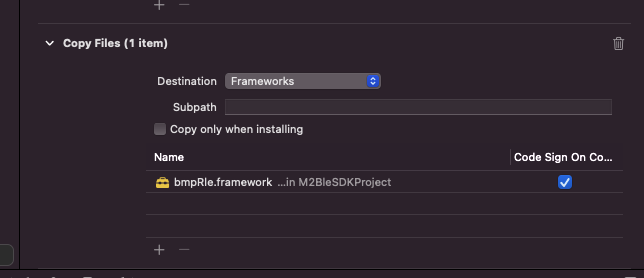 Copy Files (1 item)
Destination Frameworks
Subpath
Copy only when installing
Name Code Sign On Co...
bmpRle.framework ...in M2BleSDKProject